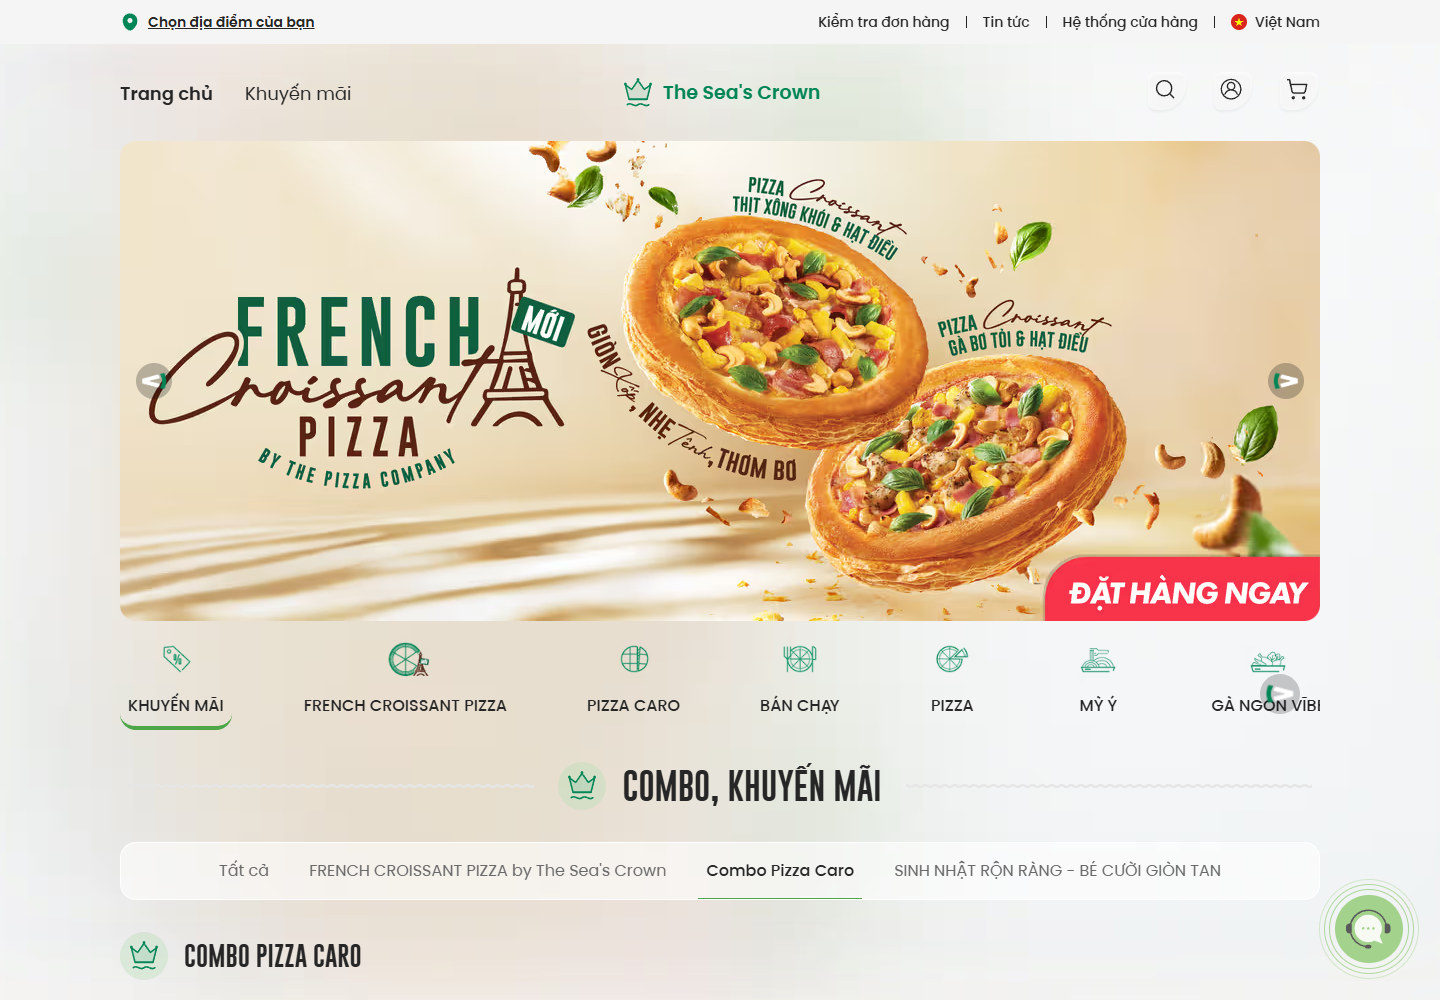 Chọn địa điểm của bạn
Kiểm tra đơn hàng
Tin tức
Hệ thống cửa hàng
Việt Nam
Trang chủ
Khuyến mãi
The Sea's Crown
PIZZA Croissant
THỊT XÔNG KHÓI & HẠT ĐIỀU
FRENCH
MỚI
Croissant
PIZZA
BY THE PIZZA COMPANY
GIÒN Xốp, NHẸ Tênh, THƠM BƠ
PIZZA Croissant
GÀ BƠ TỎI & HẠT ĐIỀU
ĐẶT HÀNG NGAY
KHUYẾN MÃI
FRENCH CROISSANT PIZZA
PIZZA CARO
BÁN CHẠY
PIZZA
MỲ Ý
GÀ NGON VIBE
COMBO, KHUYẾN MÃI
Tất cả
FRENCH CROISSANT PIZZA by The Sea's Crown
Combo Pizza Caro
SINH NHẬT RỘN RÀNG - BÉ CƯỜI GIÒN TAN
COMBO PIZZA CARO